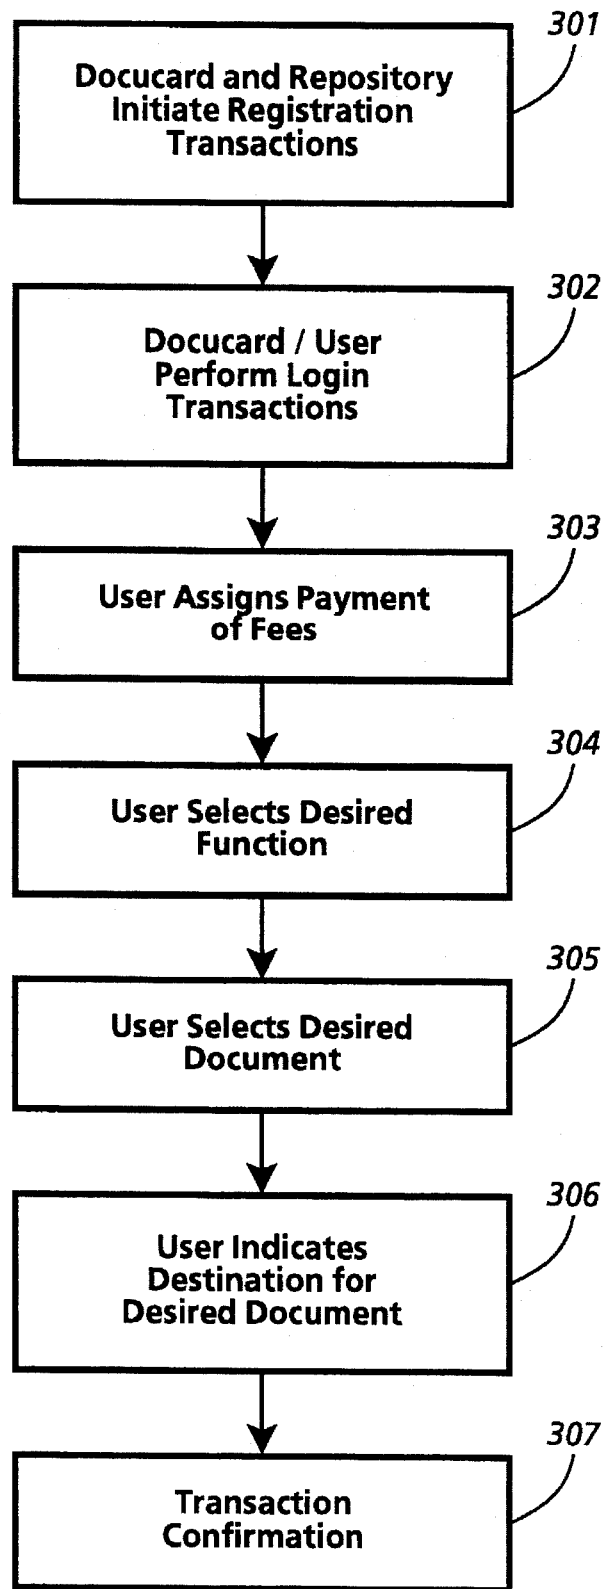 301
Docucard and Repository
Initiate Registration
Transactions
302
Docucard / User
Perform Login
Transactions
303
User Assigns Payment
of Fees
304
User Selects Desired
Function
305
User Selects Desired
Document
306
User Indicates
Destination for
Desired Document
307
Transaction
Confirmation